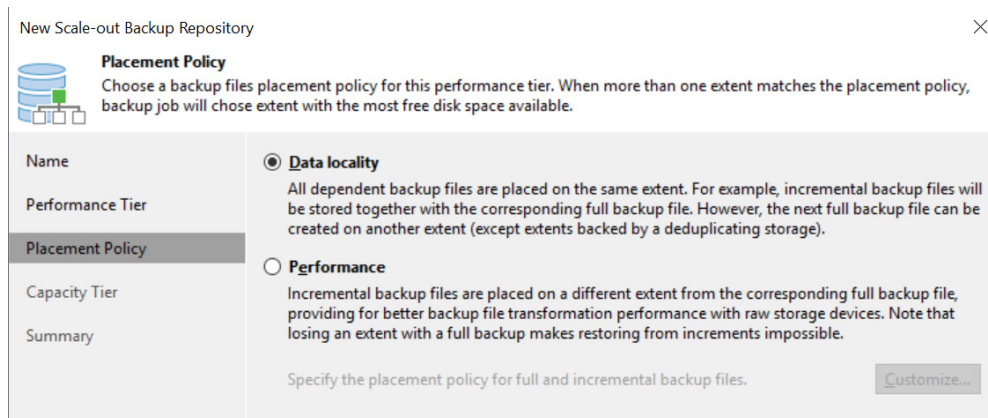 New Scale-out Backup Repository
Placement Policy
Choose a backup files placement policy for this performance tier. When more than one extent matches the placement policy,
backup job will chose extent with the most free disk space available.
Name
Performance Tier
Placement Policy
Capacity Tier
Summary
Data locality
All dependent backup files are placed on the same extent. For example, incremental backup files will
be stored together with the corresponding full backup file. However, the next full backup file can be
created on another extent (except extents backed by a deduplicating storage).
Performance
Incremental backup files are placed on a different extent from the corresponding full backup file,
providing for better backup file transformation performance with raw storage devices. Note that
losing an extent with a full backup makes restoring from increments impossible.
Specify the placement policy for full and incremental backup files.
Customize...